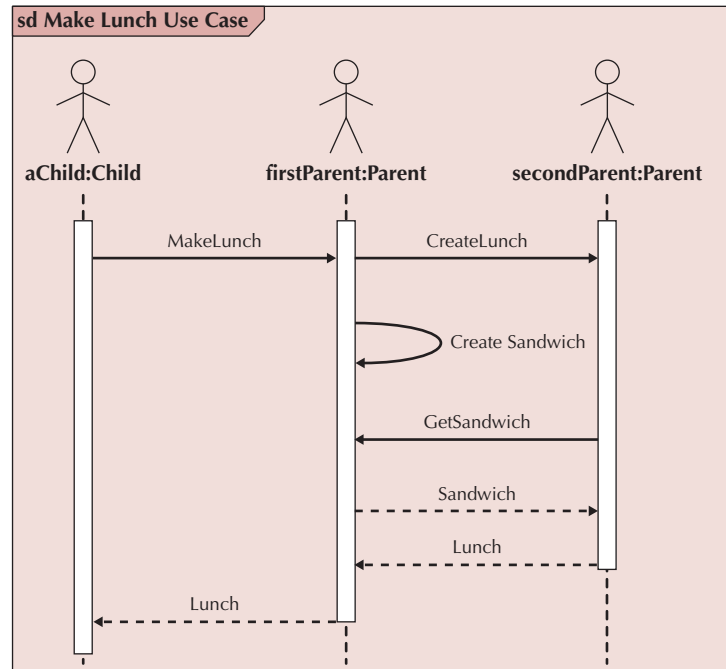 sd Make Lunch Use Case
aChild:Child
firstParent:Parent
secondParent:Parent
MakeLunch
CreateLunch
Create Sandwich
GetSandwich
Sandwich
Lunch
Lunch